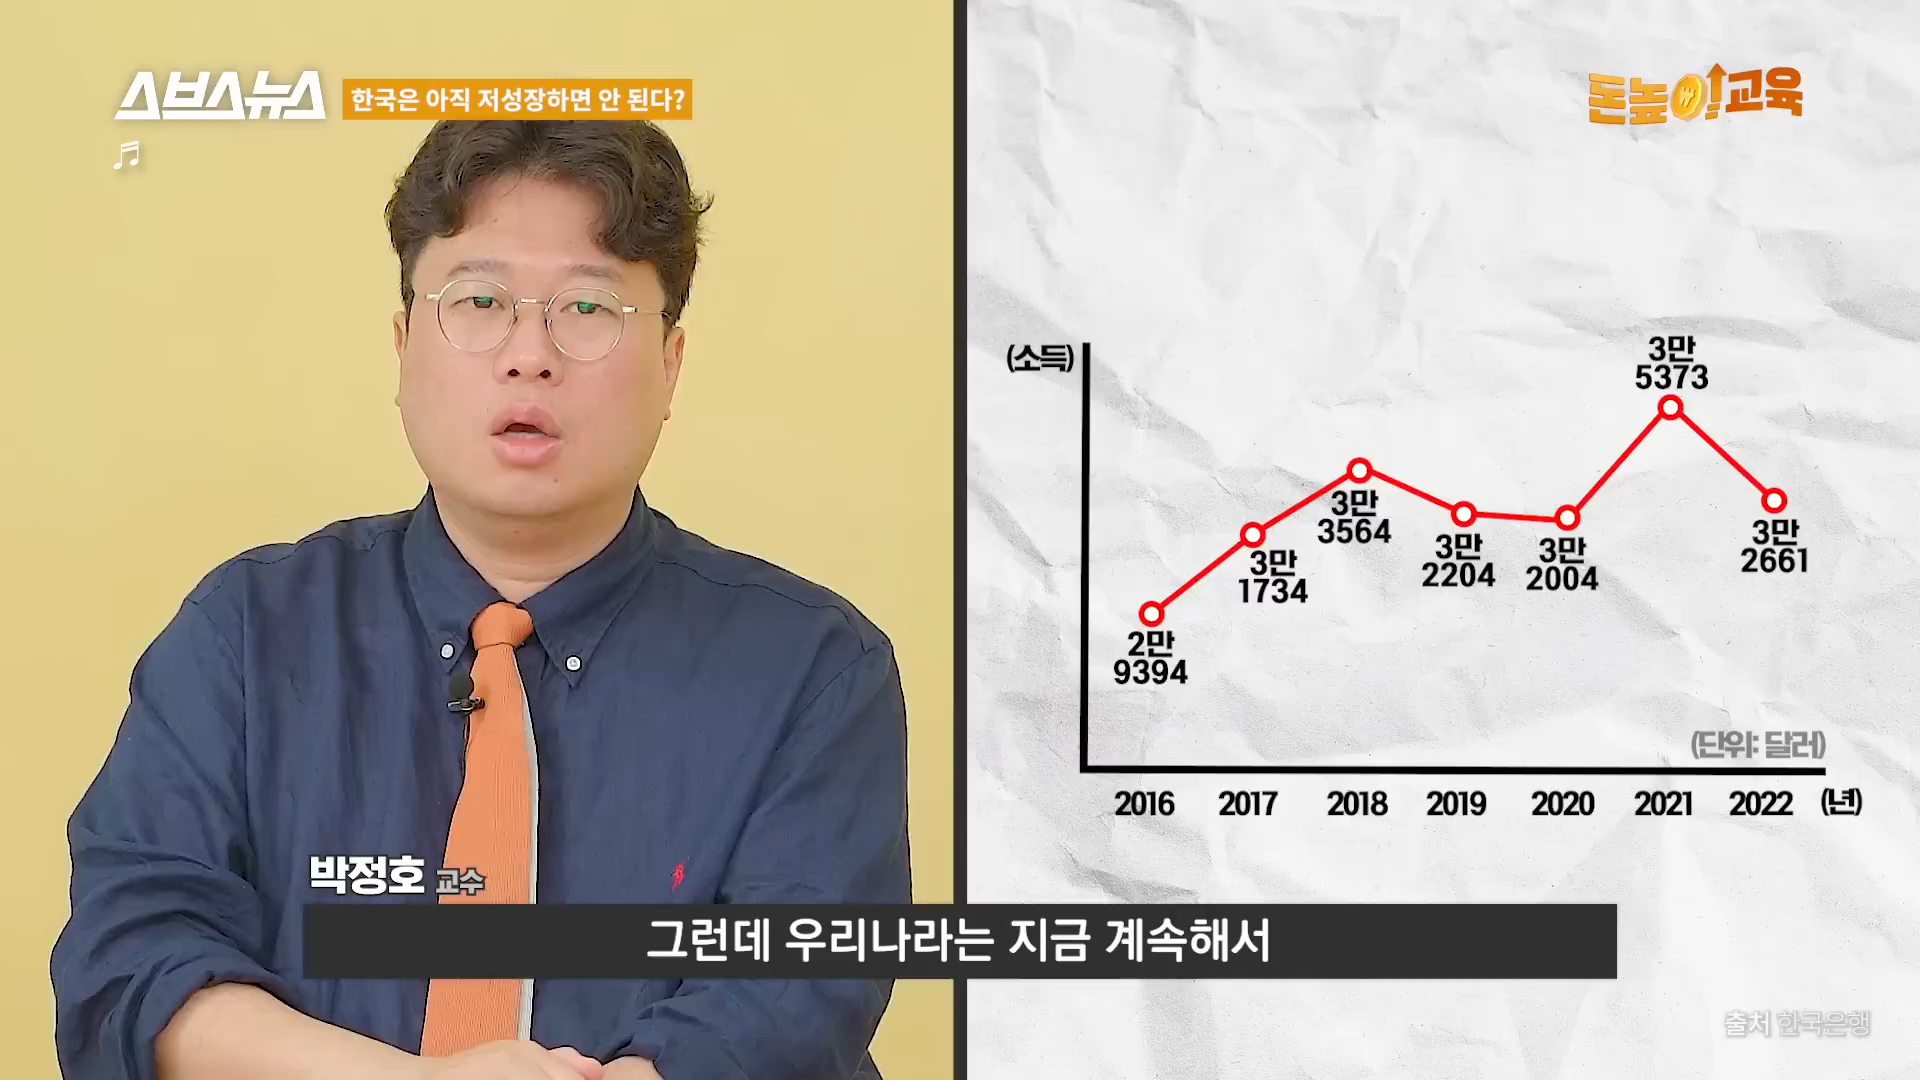 스브스뉴스
한국은 아직 저성장하면 안 된다?
돈높이!교육
(소득)
3만
5373
3만
3564
3만
1734
3만
2204
3만
2004
3만
2661
2만
9394
(단위: 달러)
2016 2017 2018 2019 2020 2021 2022 (년)
박정호 교수
그런데 우리나라는 지금 계속해서
출처 한국은행